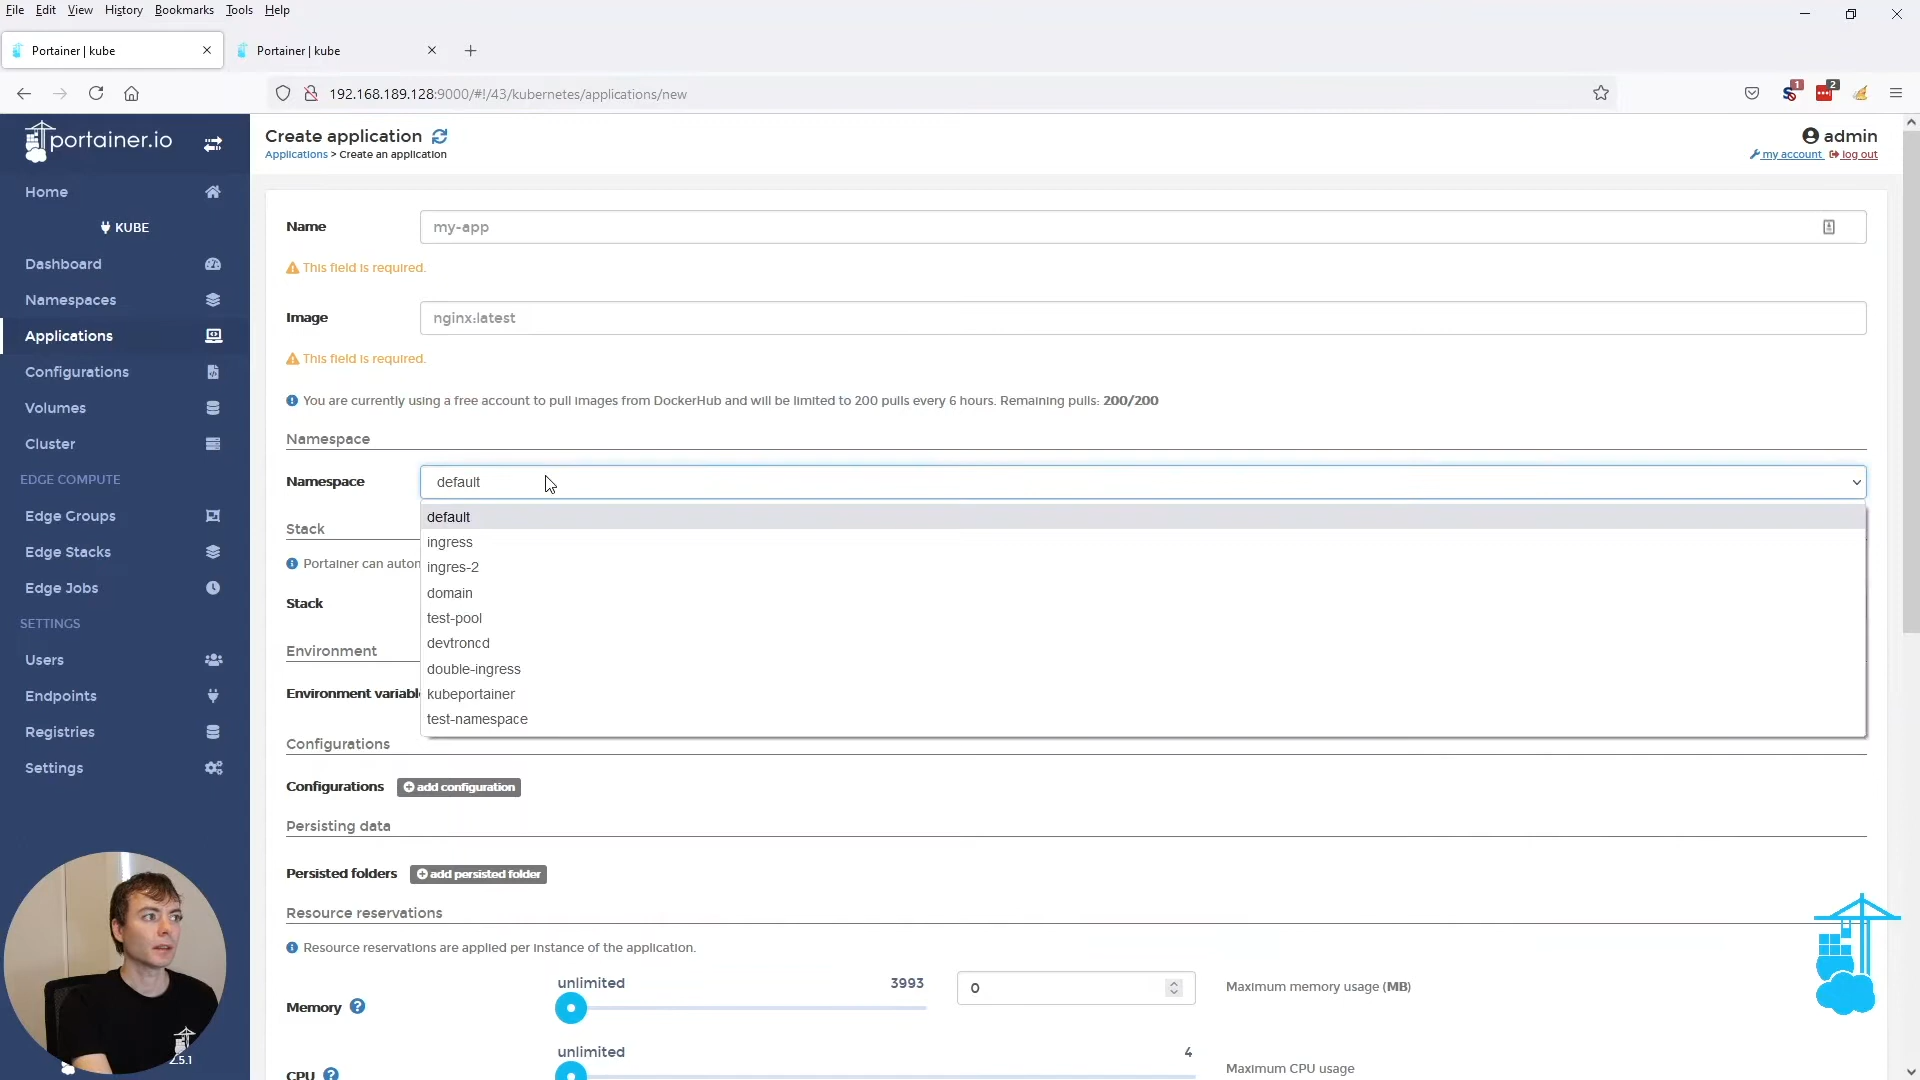 File Edit View History Bookmarks Tools Help
Portainer | kube
Portainer | kube
192.168.189.128:9000/#!/43/kubernetes/applications/new
1
2
portainer.io
Create application
admin
Applications > Create an application
my account log out
Home
KUBE
Dashboard
Namespaces
Applications
Configurations
Volumes
Cluster
EDGE COMPUTE
Edge Groups
Edge Stacks
Edge Jobs
SETTINGS
Users
Endpoints
Registries
Settings
2.5.1
Name my-app
This field is required.
Image nginx:latest
This field is required.
You are currently using a free account to pull images from DockerHub and will be limited to 200 pulls every 6 hours. Remaining pulls: 200/200
Namespace
Namespace default
default
ingress
ingres-2
domain
test-pool
devtroncd
double-ingress
kubeportainer
test-namespace
Stack
Portainer can auton
Stack
Environment
Environment variabl
Configurations
Configurations add configuration
Persisting data
Persisted folders add persisted folder
Resource reservations
Resource reservations are applied per instance of the application.
unlimited 3993
Memory 0 Maximum memory usage (MB)
unlimited 4
CPU Maximum CPU usage